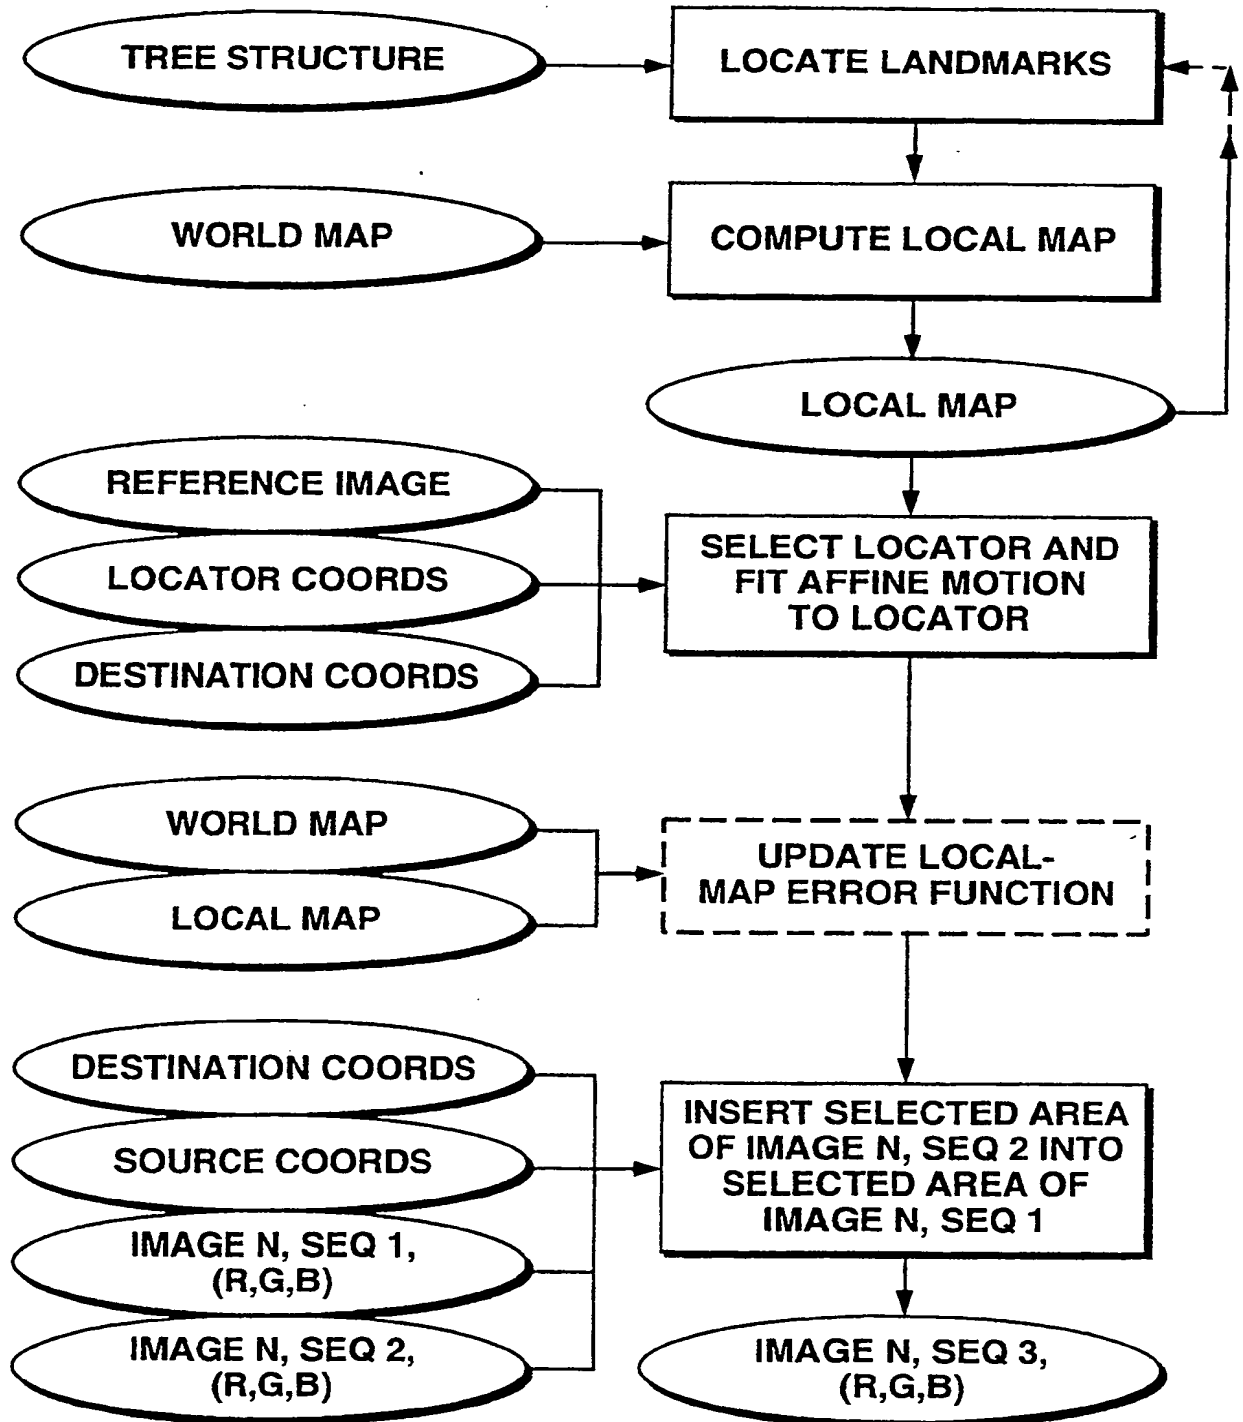 TREE STRUCTURE
LOCATE LANDMARKS
WORLD MAP
COMPUTE LOCAL MAP
LOCAL MAP
REFERENCE IMAGE
LOCATOR COORDS
DESTINATION COORDS
SELECT LOCATOR AND
FIT AFFINE MOTION
TO LOCATOR
WORLD MAP
LOCAL MAP
UPDATE LOCAL-
MAP ERROR FUNCTION
DESTINATION COORDS
SOURCE COORDS
IMAGE N, SEQ 1,
(R,G,B)
IMAGE N, SEQ 2,
(R,G,B)
INSERT SELECTED AREA
OF IMAGE N, SEQ 2 INTO
SELECTED AREA OF
IMAGE N, SEQ 1
IMAGE N, SEQ 3,
(R,G,B)